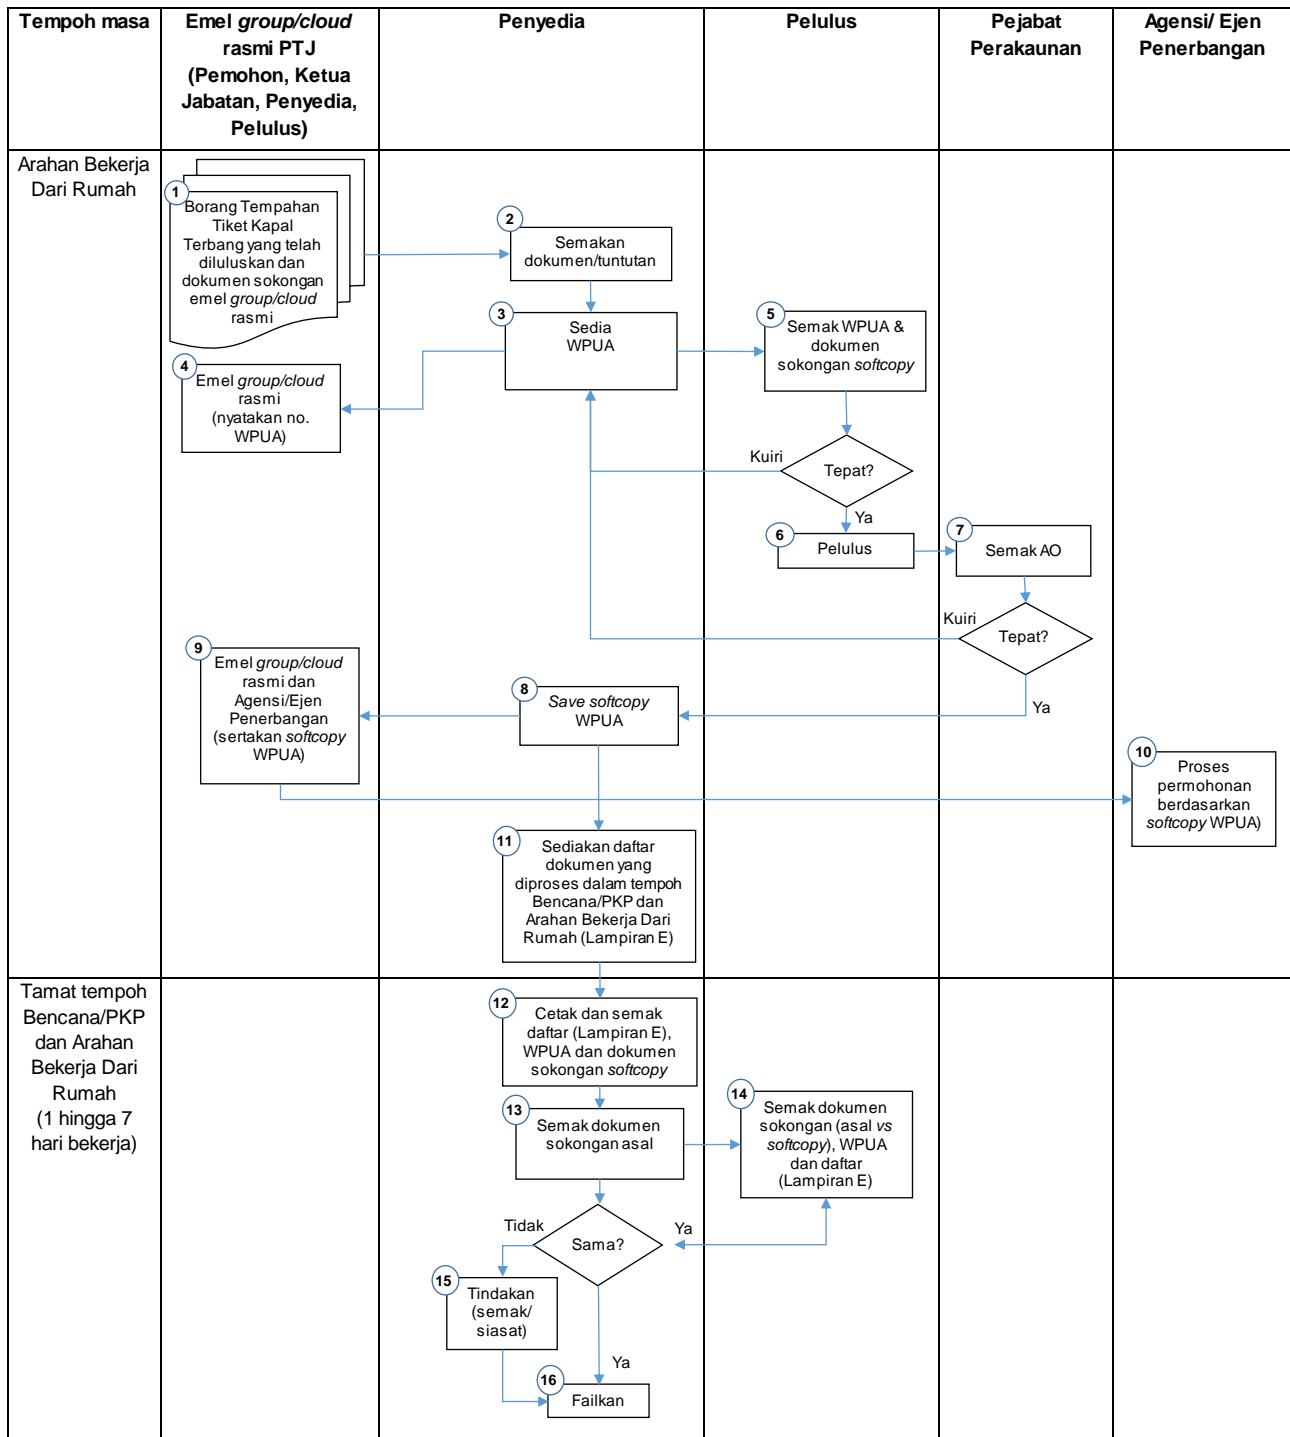 Tempoh masa
Emel group/cloud
rasmi PTJ
(Pemohon, Ketua
Jabatan, Penyedia,
Pelulus)
Penyedia
Pelulus
Pejabat
Perakaunan
Agensi/ Ejen
Penerbangan
Arahan Bekerja
Dari Rumah
1
Borang Tempahan
Tiket Kapal
Terbang yang telah
diluluskan dan
dokumen sokongan
emel group/cloud
rasmi
2
Semakan
dokumen/tuntutan
3
Sedia
WPUA
4
Emel group/cloud
rasmi
(nyatakan no.
WPUA)
5
Semak WPUA &
dokumen
sokongan softcopy
Kuiri
Tepat?
Ya
6
Pelulus
7
Semak AO
Kuiri
Tepat?
Ya
8
Save softcopy
WPUA
9
Emel group/cloud
rasmi dan
Agensi/Ejen
Penerbangan
(sertakan softcopy
WPUA)
10
Proses
permohonan
berdasarkan
softcopy WPUA)
11
Sediakan daftar
dokumen yang
diproses dalam tempoh
Bencana/PKP dan
Arahan Bekerja Dari
Rumah (Lampiran E)
Tamat tempoh
Bencana/PKP
dan Arahan
Bekerja Dari
Rumah
(1 hingga 7
hari bekerja)
12
Cetak dan semak
daftar (Lampiran E),
WPUA dan dokumen
sokongan softcopy
13
Semak dokumen
sokongan asal
14
Semak dokumen
sokongan (asal vs
softcopy), WPUA
dan daftar
(Lampiran E)
Tidak
Sama?
Ya
15
Tindakan
(semak/
siasat)
Ya
16
Failkan